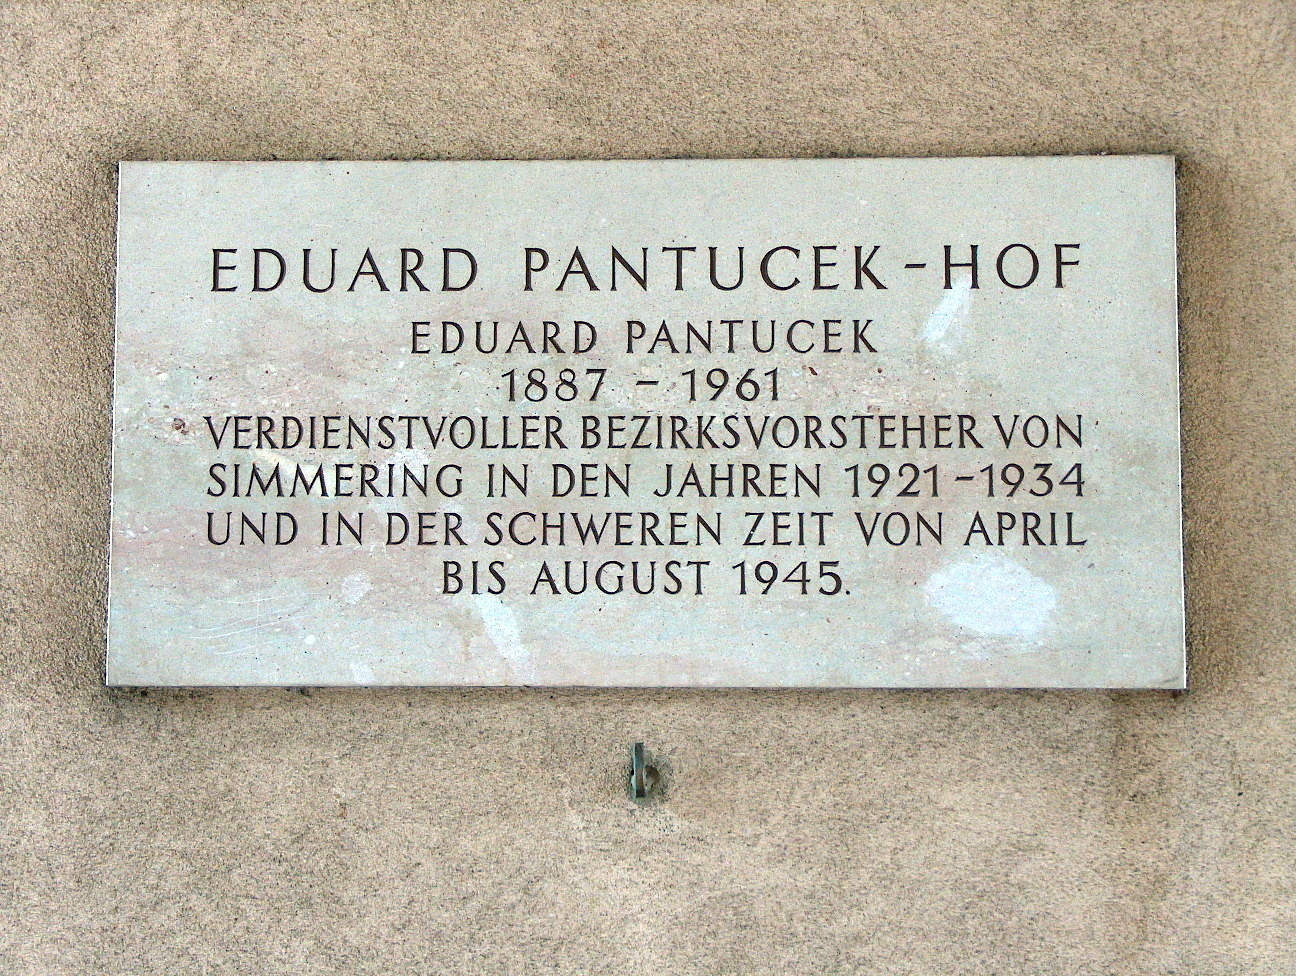 EDUARD PANTUCEK-HOF
EDUARD PANTUCEK
1887 - 1961
VERDIENSTVOLLER BEZIRKSVORSTEHER VON
SIMMERING IN DEN JAHREN 1921-1934
UND IN DER SCHWEREN ZEIT VON APRIL
BIS AUGUST 1945.